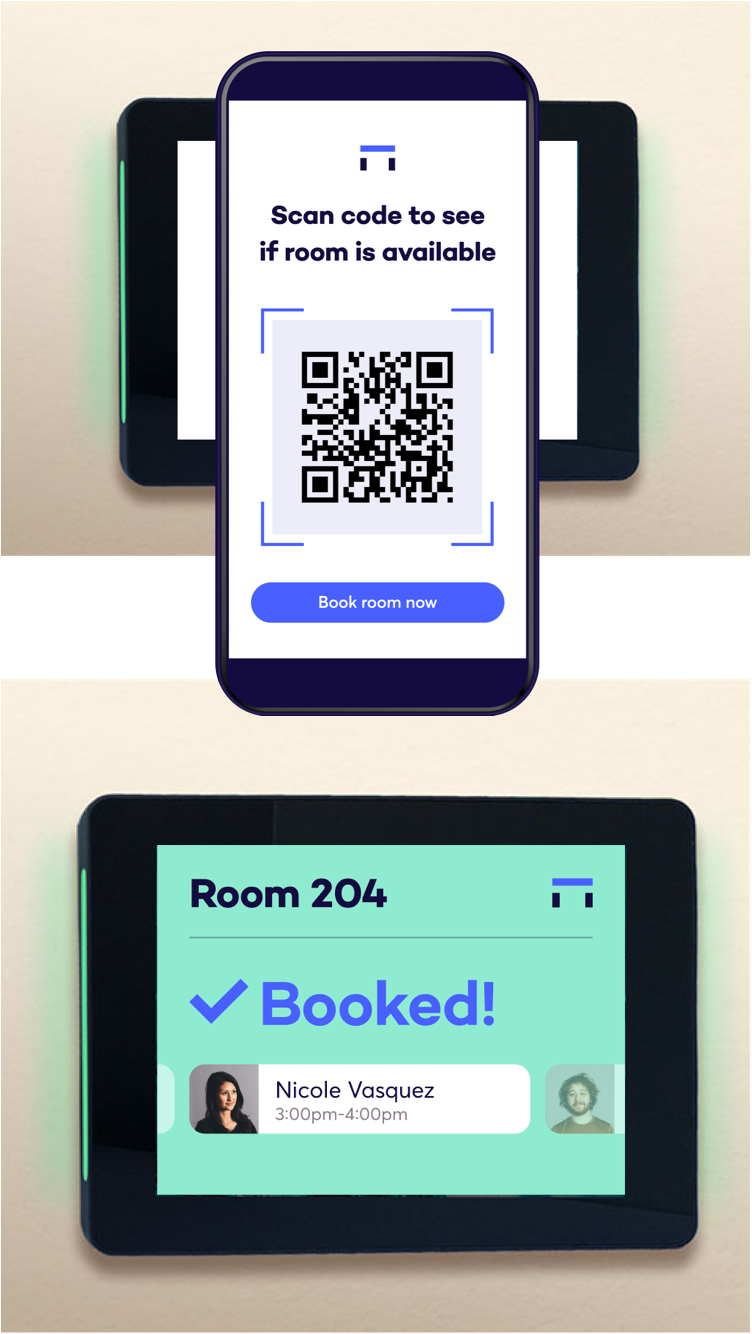 Scan code to see
if room is available
Book room now
Room 204
Booked!
Nicole Vasquez
3:00pm-4:00pm